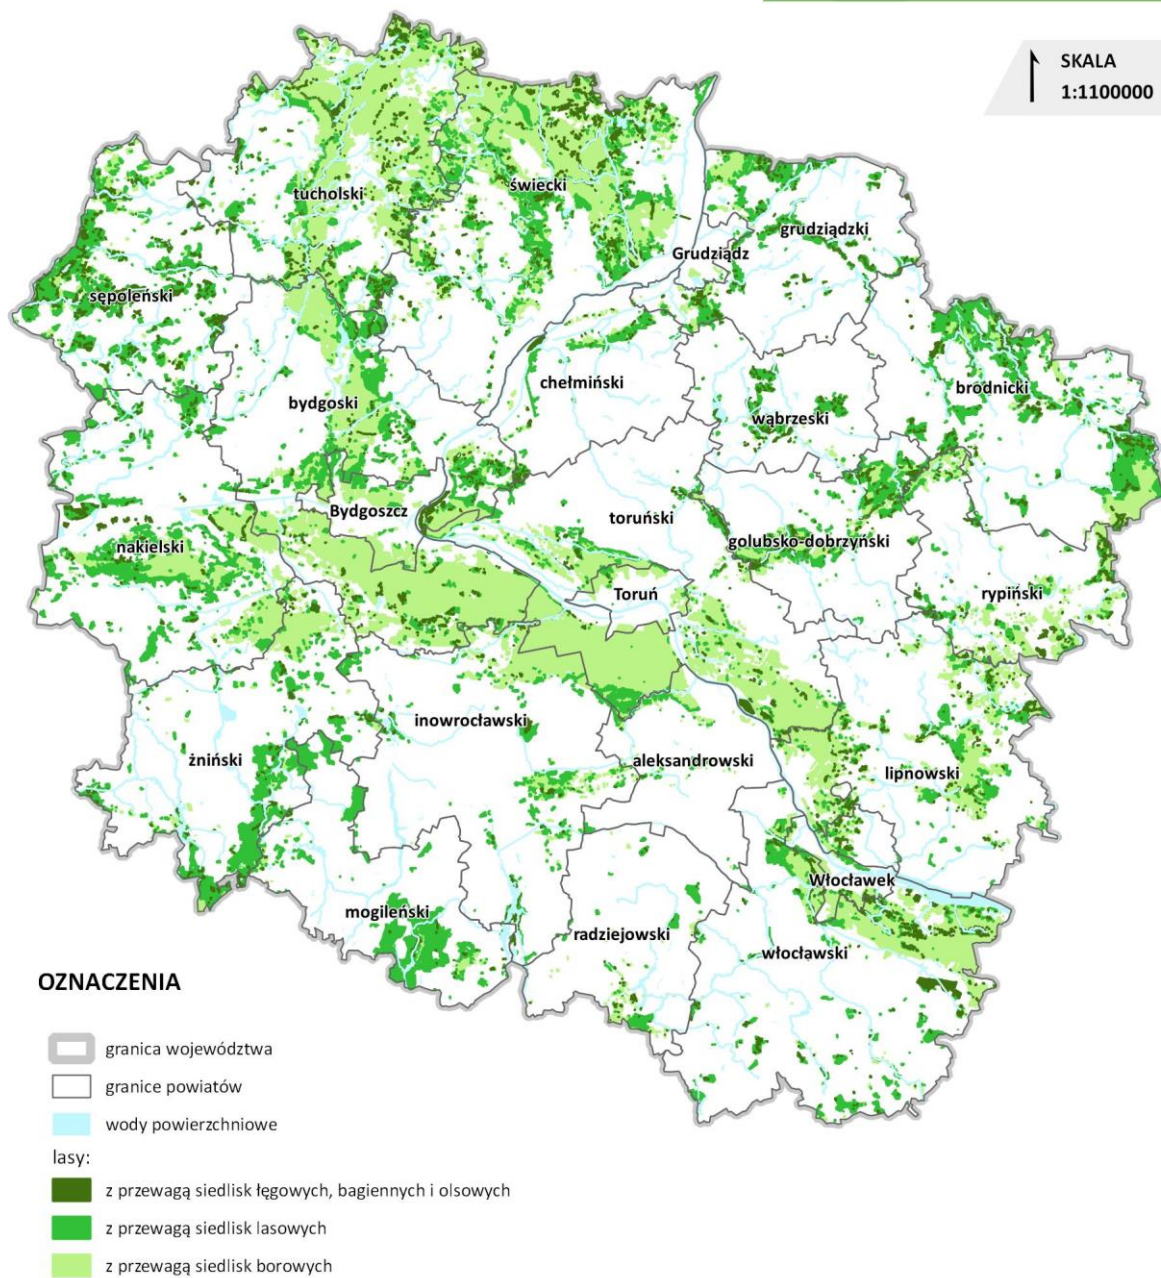 SKALA
1:1100000
tucholski
świecki
grudziądzki
Grudziądz
sępoleński
chełmiński
brodnicki
bydgoski
wąbrzeski
Bydgoszcz
toruński
nakielski
golubsko-dobrzyński
Toruń
rypiński
inowrocławski
żniński
aleksandrowski
lipnowski
Włocławek
mogileński
radziejowski
włocławski
OZNACZENIA
granica województwa
granice powiatów
wody powierzchniowe
lasy:
z przewagą siedlisk łęgowych, bagiennych i olsowych
z przewagą siedlisk lasowych
z przewagą siedlisk borowych